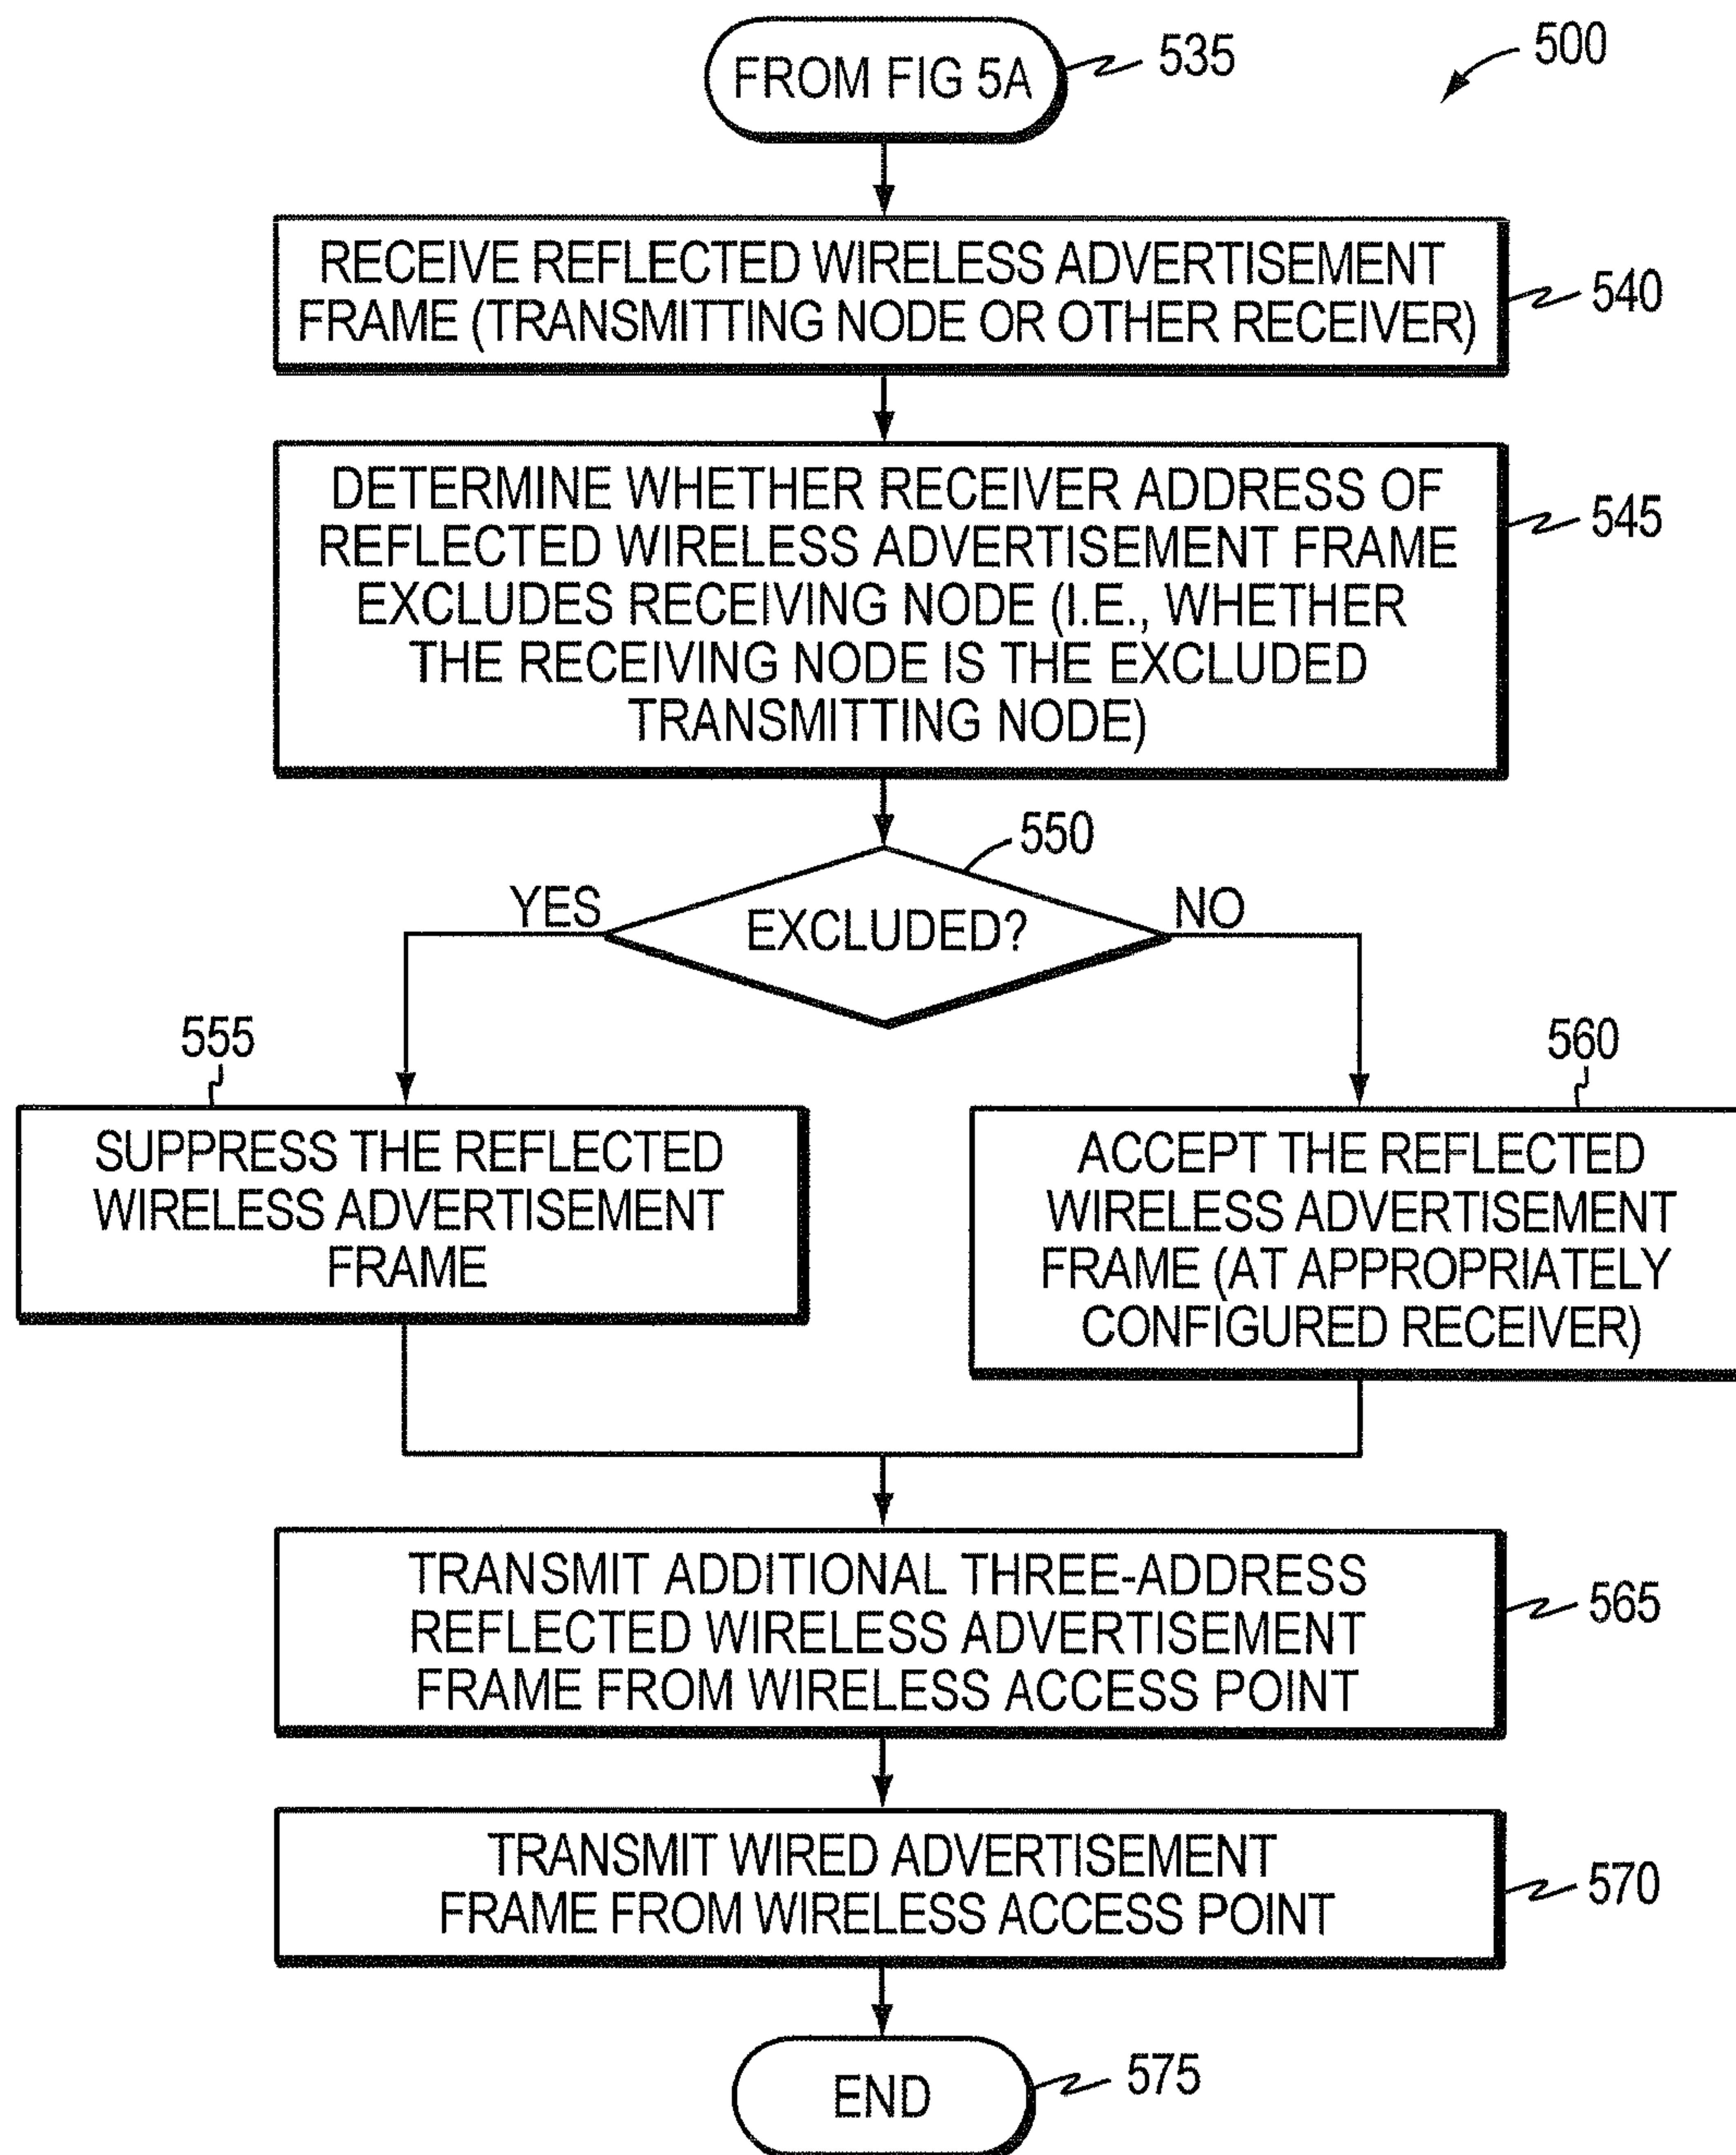 FROM FIG 5A
535
500
RECEIVE REFLECTED WIRELESS ADVERTISEMENT
FRAME (TRANSMITTING NODE OR OTHER RECEIVER)
540
DETERMINE WHETHER RECEIVER ADDRESS OF
REFLECTED WIRELESS ADVERTISEMENT FRAME
EXCLUDES RECEIVING NODE (I.E., WHETHER
THE RECEIVING NODE IS THE EXCLUDED
TRANSMITTING NODE)
545
550
YES
EXCLUDED?
NO
555
SUPPRESS THE REFLECTED
WIRELESS ADVERTISEMENT
FRAME
560
ACCEPT THE REFLECTED
WIRELESS ADVERTISEMENT
FRAME (AT APPROPRIATELY
CONFIGURED RECEIVER)
TRANSMIT ADDITIONAL THREE-ADDRESS
REFLECTED WIRELESS ADVERTISEMENT
FRAME FROM WIRELESS ACCESS POINT
565
TRANSMIT WIRED ADVERTISEMENT
FRAME FROM WIRELESS ACCESS POINT
570
END
575